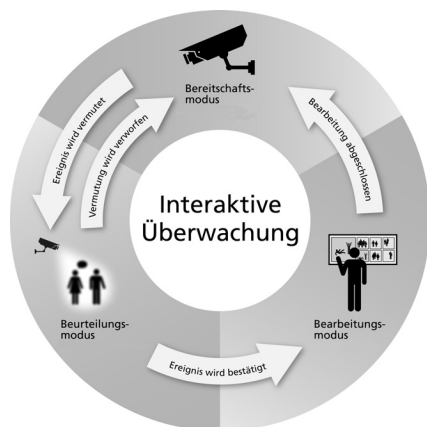 Bereitschafts-
modus
Ereignis wird vermutet
Vermutung wird verworfen
Bearbeitung abgeschlossen
Interaktive
Überwachung
Beurteilungs-
modus
Bearbeitungs-
modus
Ereignis wird bestätigt